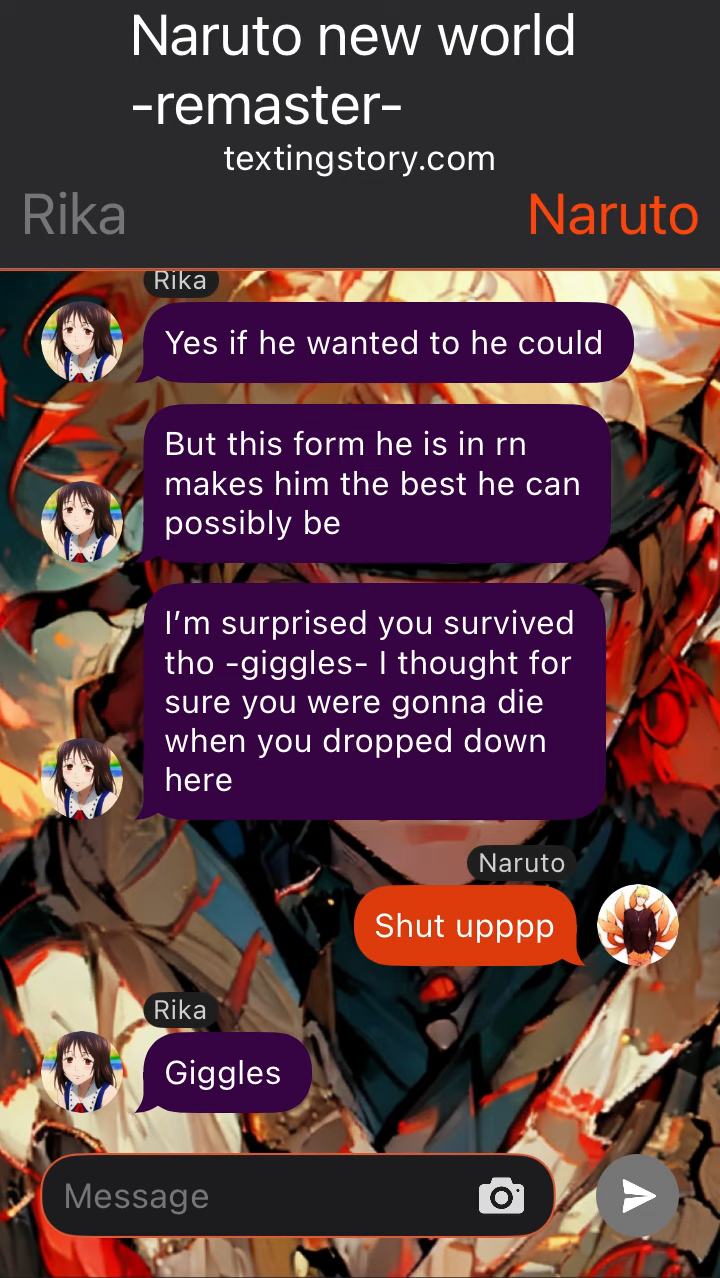 Naruto new world
-remaster-
textingstory.com
Rika
Naruto
Rika
Yes if he wanted to he could
But this form he is in rn
makes him the best he can
possibly be
I’m surprised you survived
tho -giggles- I thought for
sure you were gonna die
when you dropped down
here
Naruto
Shut upppp
Rika
Giggles
Message